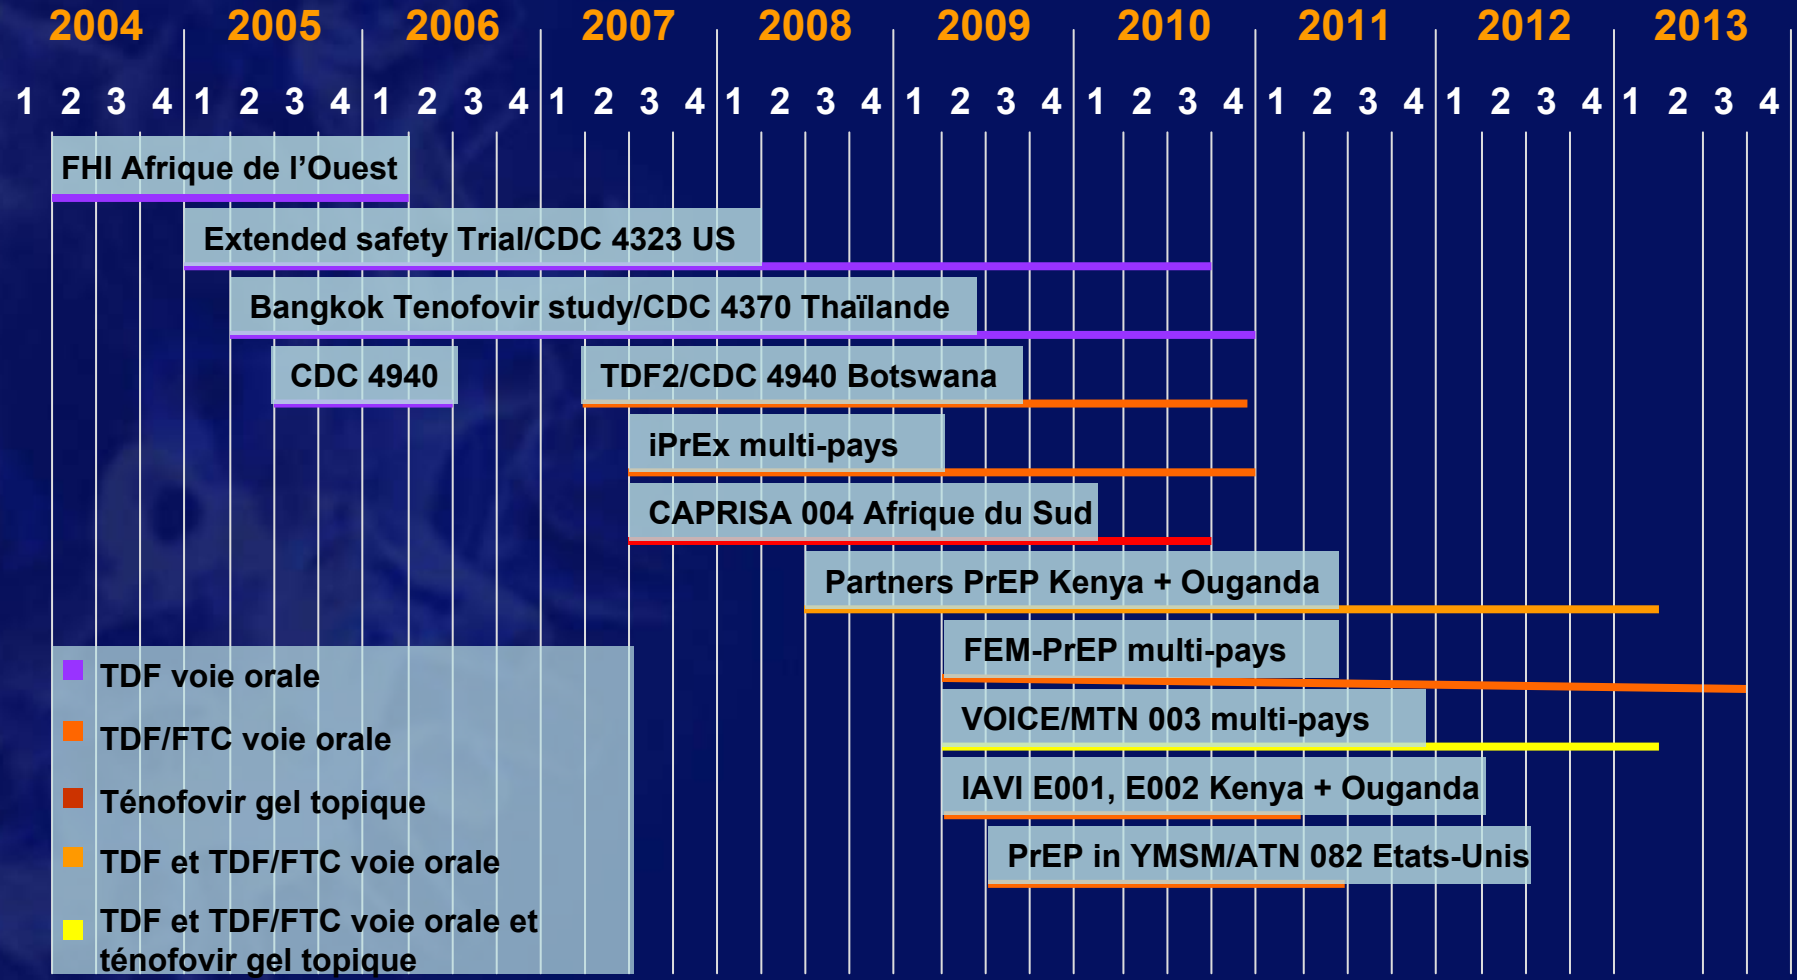 2004 2005 2006 2007 2008 2009 2010 2011 2012 2013
1 2 3 4 1 2 3 4 1 2 3 4 1 2 3 4 1 2 3 4 1 2 3 4 1 2 3 4 1 2 3 4 1 2 3 4 1 2 3 4
FHI Afrique de l’Ouest
Extended safety Trial/CDC 4323 US
Bangkok Tenofovir study/CDC 4370 Thaïlande
CDC 4940 TDF2/CDC 4940 Botswana
iPrEx multi-pays
CAPRISA 004 Afrique du Sud
Partners PrEP Kenya + Ouganda
FEM-PrEP multi-pays
VOICE/MTN 003 multi-pays
IAVI E001, E002 Kenya + Ouganda
PrEP in YMSM/ATN 082 Etats-Unis
TDF voie orale
TDF/FTC voie orale
Ténofovir gel topique
TDF et TDF/FTC voie orale
TDF et TDF/FTC voie orale et
ténofovir gel topique